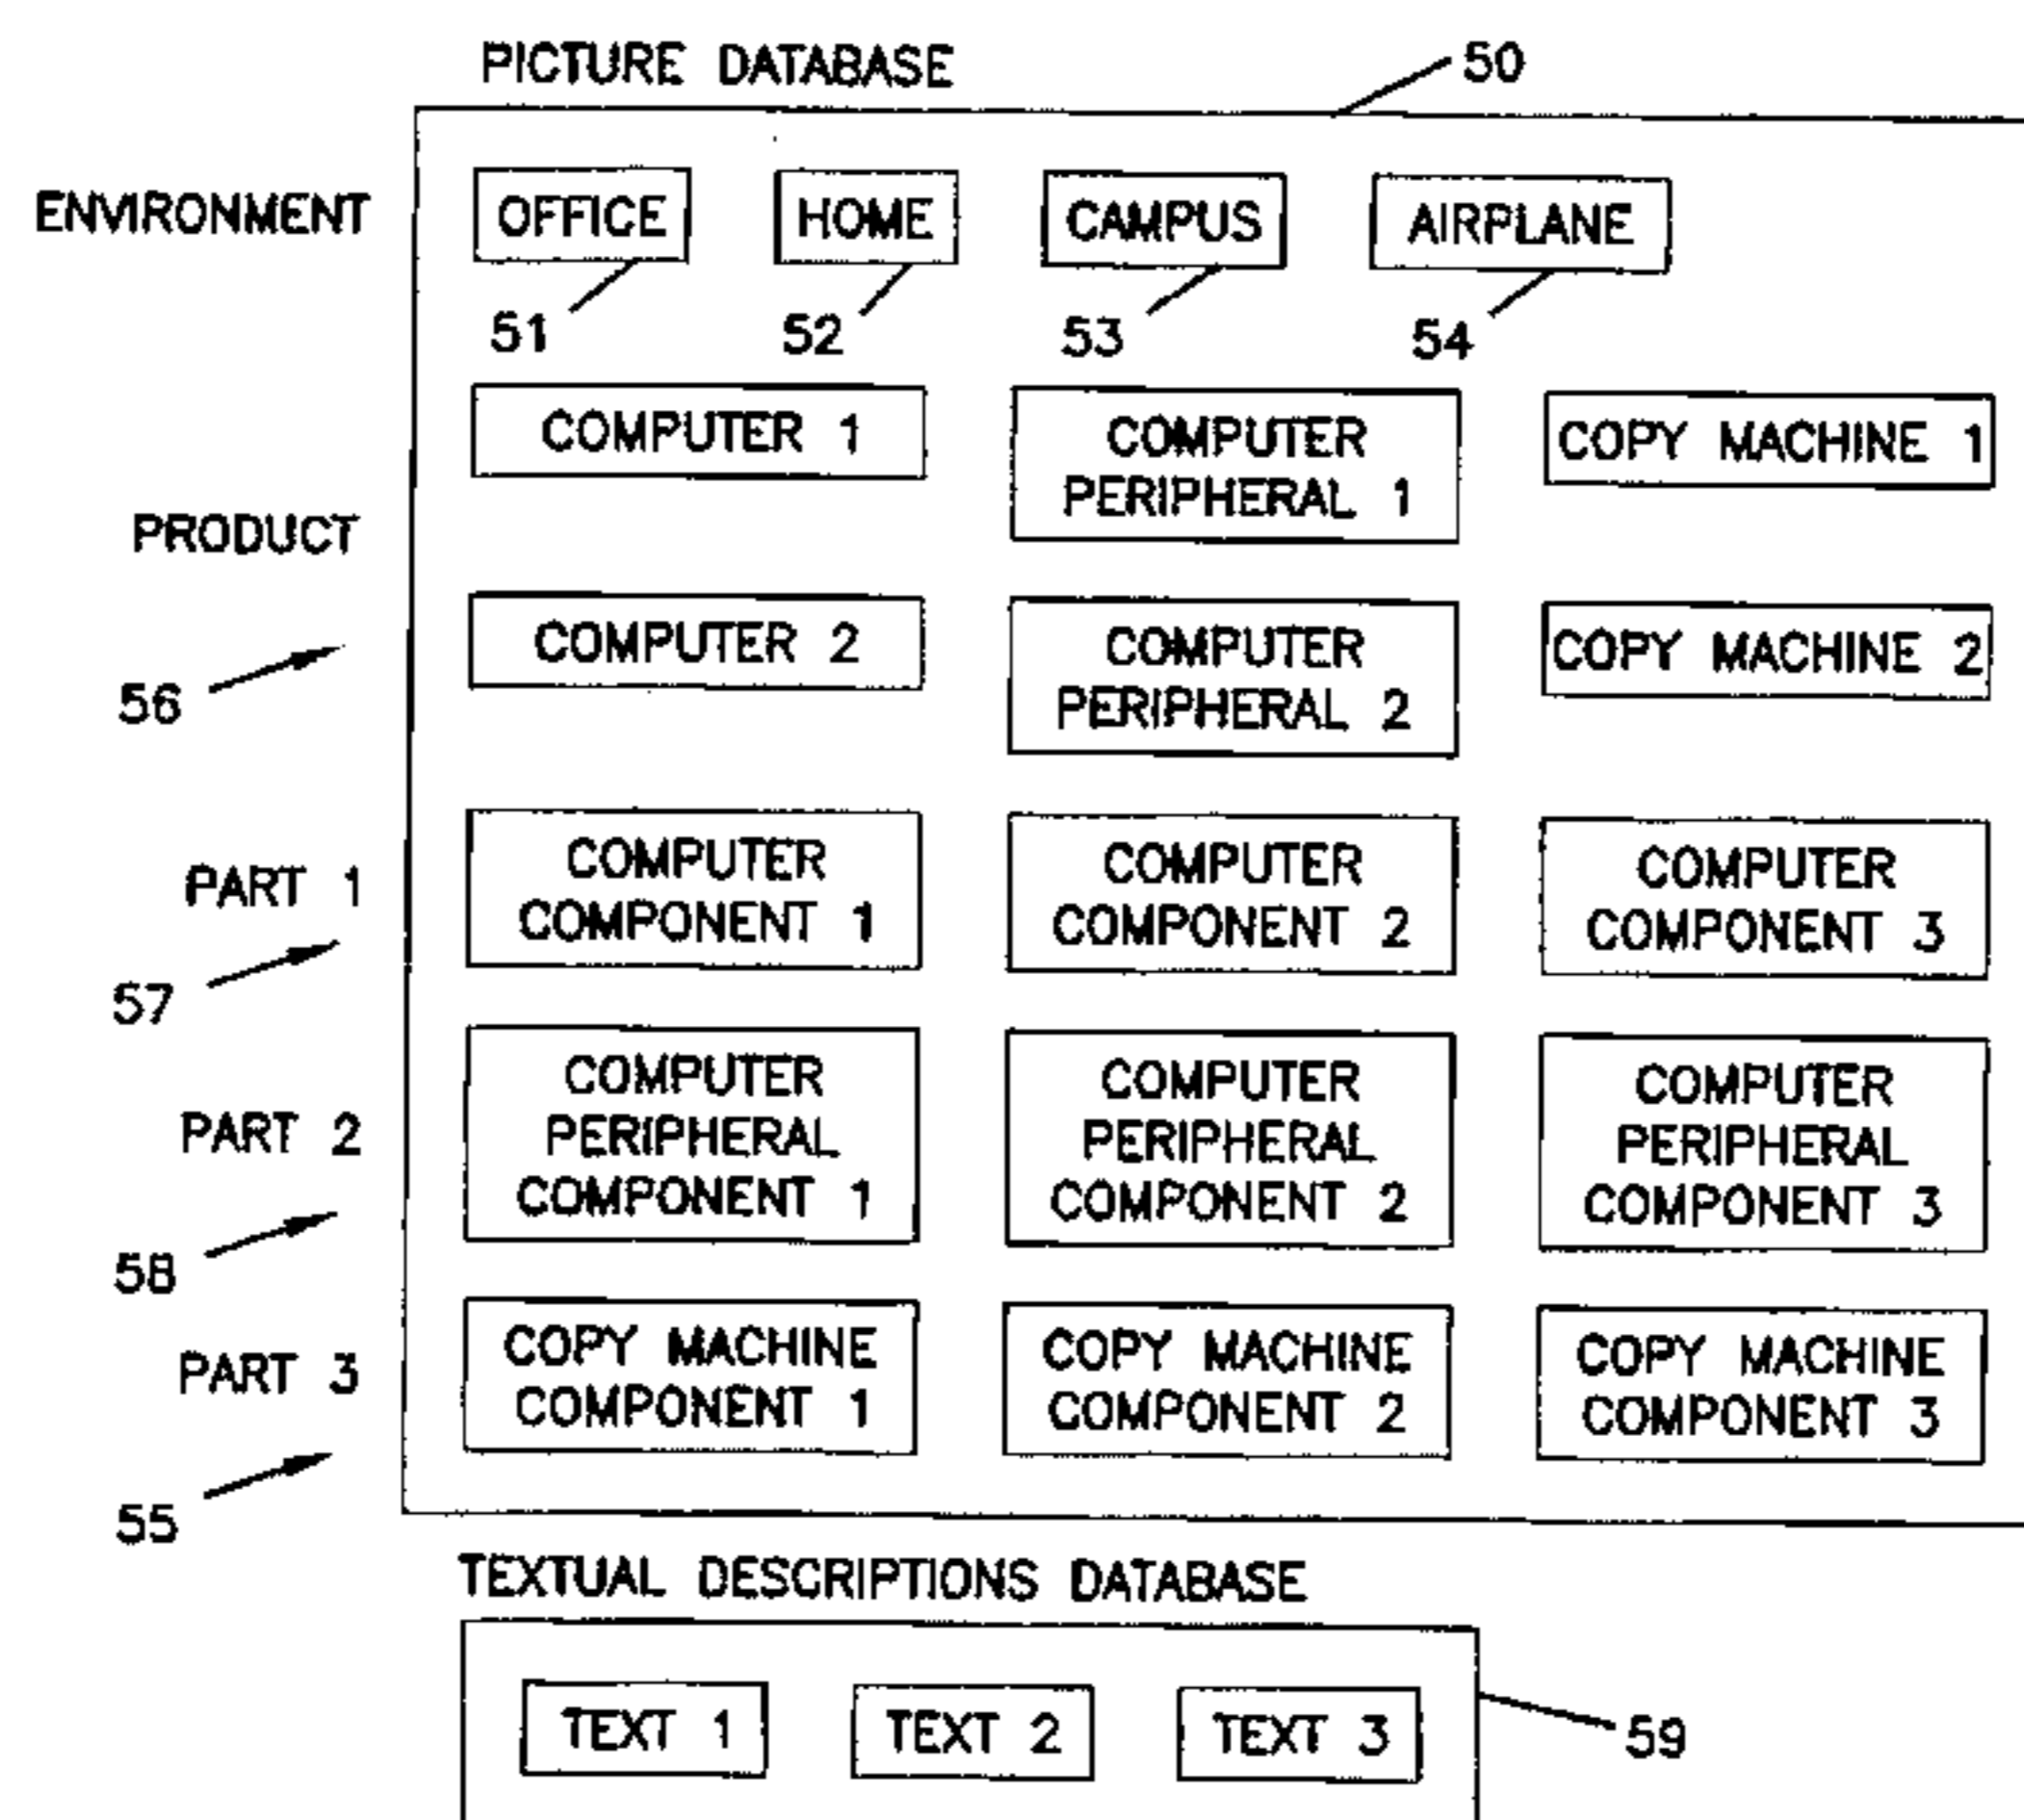 PICTURE DATABASE
50
ENVIRONMENT
OFFICE
HOME
CAMPUS
AIRPLANE
51
52
53
54
PRODUCT
COMPUTER 1
COMPUTER
PERIPHERAL 1
COPY MACHINE 1
56
COMPUTER 2
COMPUTER
PERIPHERAL 2
COPY MACHINE 2
PART 1
57
COMPUTER
COMPONENT 1
COMPUTER
COMPONENT 2
COMPUTER
COMPONENT 3
PART 2
58
COMPUTER
PERIPHERAL
COMPONENT 1
COMPUTER
PERIPHERAL
COMPONENT 2
COMPUTER
PERIPHERAL
COMPONENT 3
PART 3
55
COPY MACHINE
COMPONENT 1
COPY MACHINE
COMPONENT 2
COPY MACHINE
COMPONENT 3
TEXTUAL DESCRIPTIONS DATABASE
TEXT 1
TEXT 2
TEXT 3
59